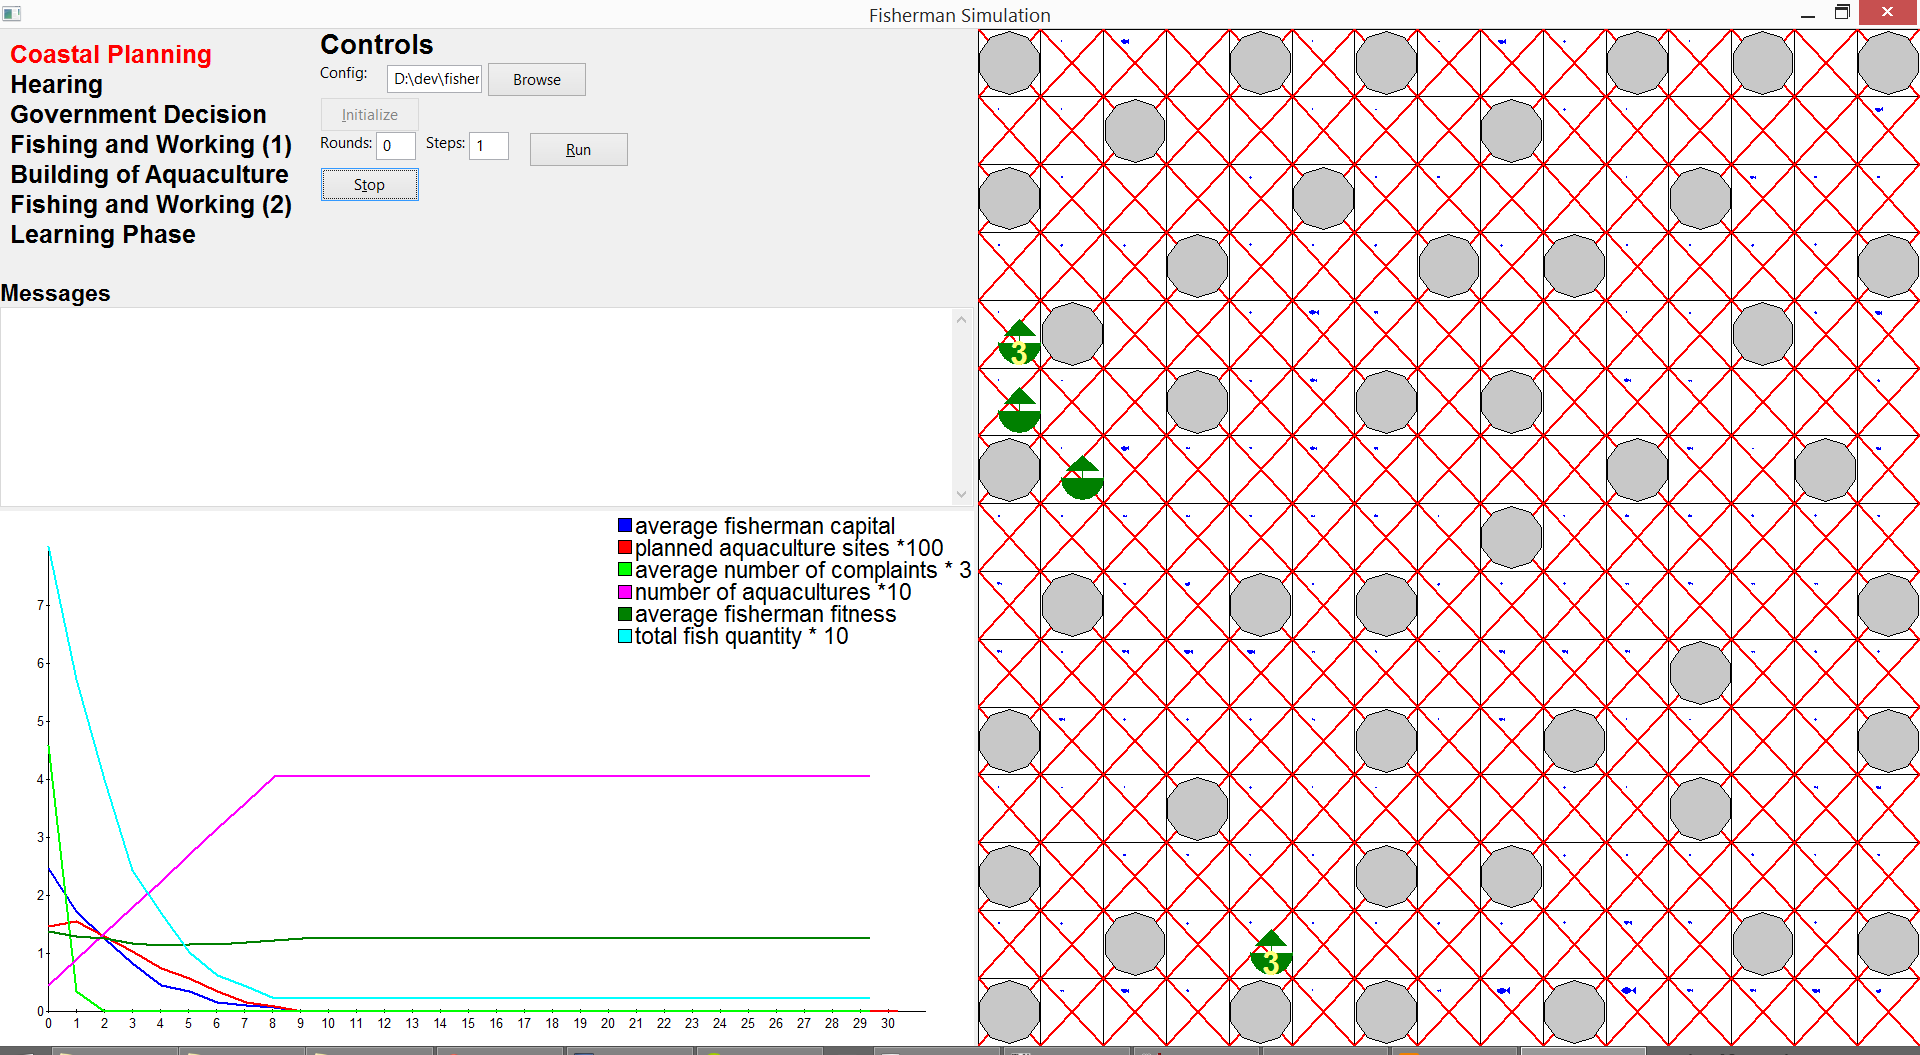 Fisherman Simulation
Coastal Planning
Hearing
Government Decision
Fishing and Working (1)
Building of Aquaculture
Fishing and Working (2)
Learning Phase
Controls
Config: D:\dev\fisher Browse
Initialize
Rounds: 0 Steps: 1 Run
Stop
Messages
average fisherman capital
planned aquaculture sites *100
average number of complaints * 3
number of aquacultures *10
average fisherman fitness
total fish quantity * 10
7
6
5
4
3
2
1
0
0 1 2 3 4 5 6 7 8 9 10 11 12 13 14 15 16 17 18 19 20 21 22 23 24 25 26 27 28 29 30
3
3